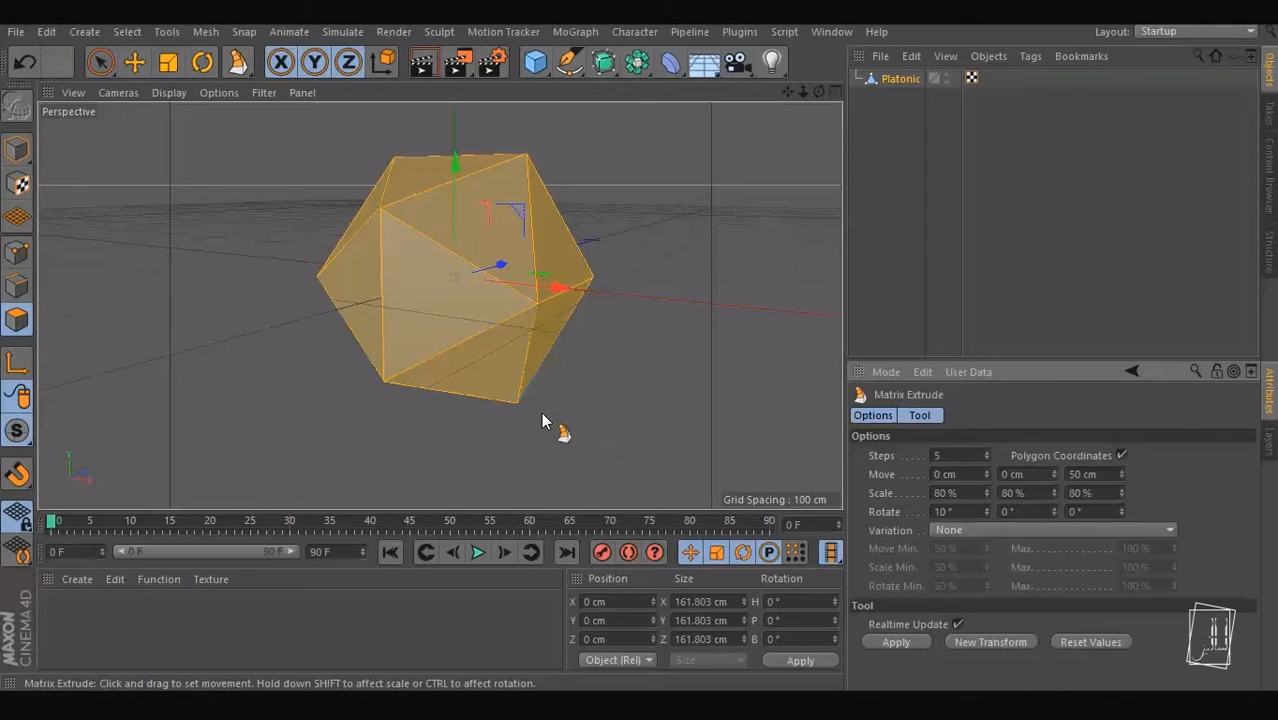 File Edit Create Select Tools Mesh Snap Animate Simulate Render Sculpt Motion Tracker MoGraph Character Pipeline Plugins Script Window Help Layout: Startup
X Y Z
File Edit View Objects Tags Bookmarks
View Cameras Display Options Filter Panel
Platonic
Perspective
Objects
Takes
Content Browser
Structure
Mode Edit User Data
Matrix Extrude
Options Tool
Options
Steps 5 Polygon Coordinates
Move 0 cm 0 cm 50 cm
Scale 80 % 80 % 80 %
Rotate 10 ° 0 ° 0 °
Variation None
Move Min. 50 % Max. 100 %
Scale Min. 50 % Max. 100 %
Rotate Min. 50 % Max. 100 %
Tool
Realtime Update
Apply New Transform Reset Values
Attributes
Layers
S
Y
Grid Spacing : 100 cm
0 5 10 15 20 25 30 35 40 45 50 55 60 65 70 75 80 85 90 0 F
0 F 0 F 90 F 90 F P
Create Edit Function Texture
Position Size Rotation
X 0 cm X 161.803 cm H 0 °
Y 0 cm Y 161.803 cm P 0 °
Z 0 cm Z 161.803 cm B 0 °
Object (Rel) Size Apply
MAXON
CINEMA 4D
Matrix Extrude: Click and drag to set movement. Hold down SHIFT to affect scale or CTRL to affect rotation.